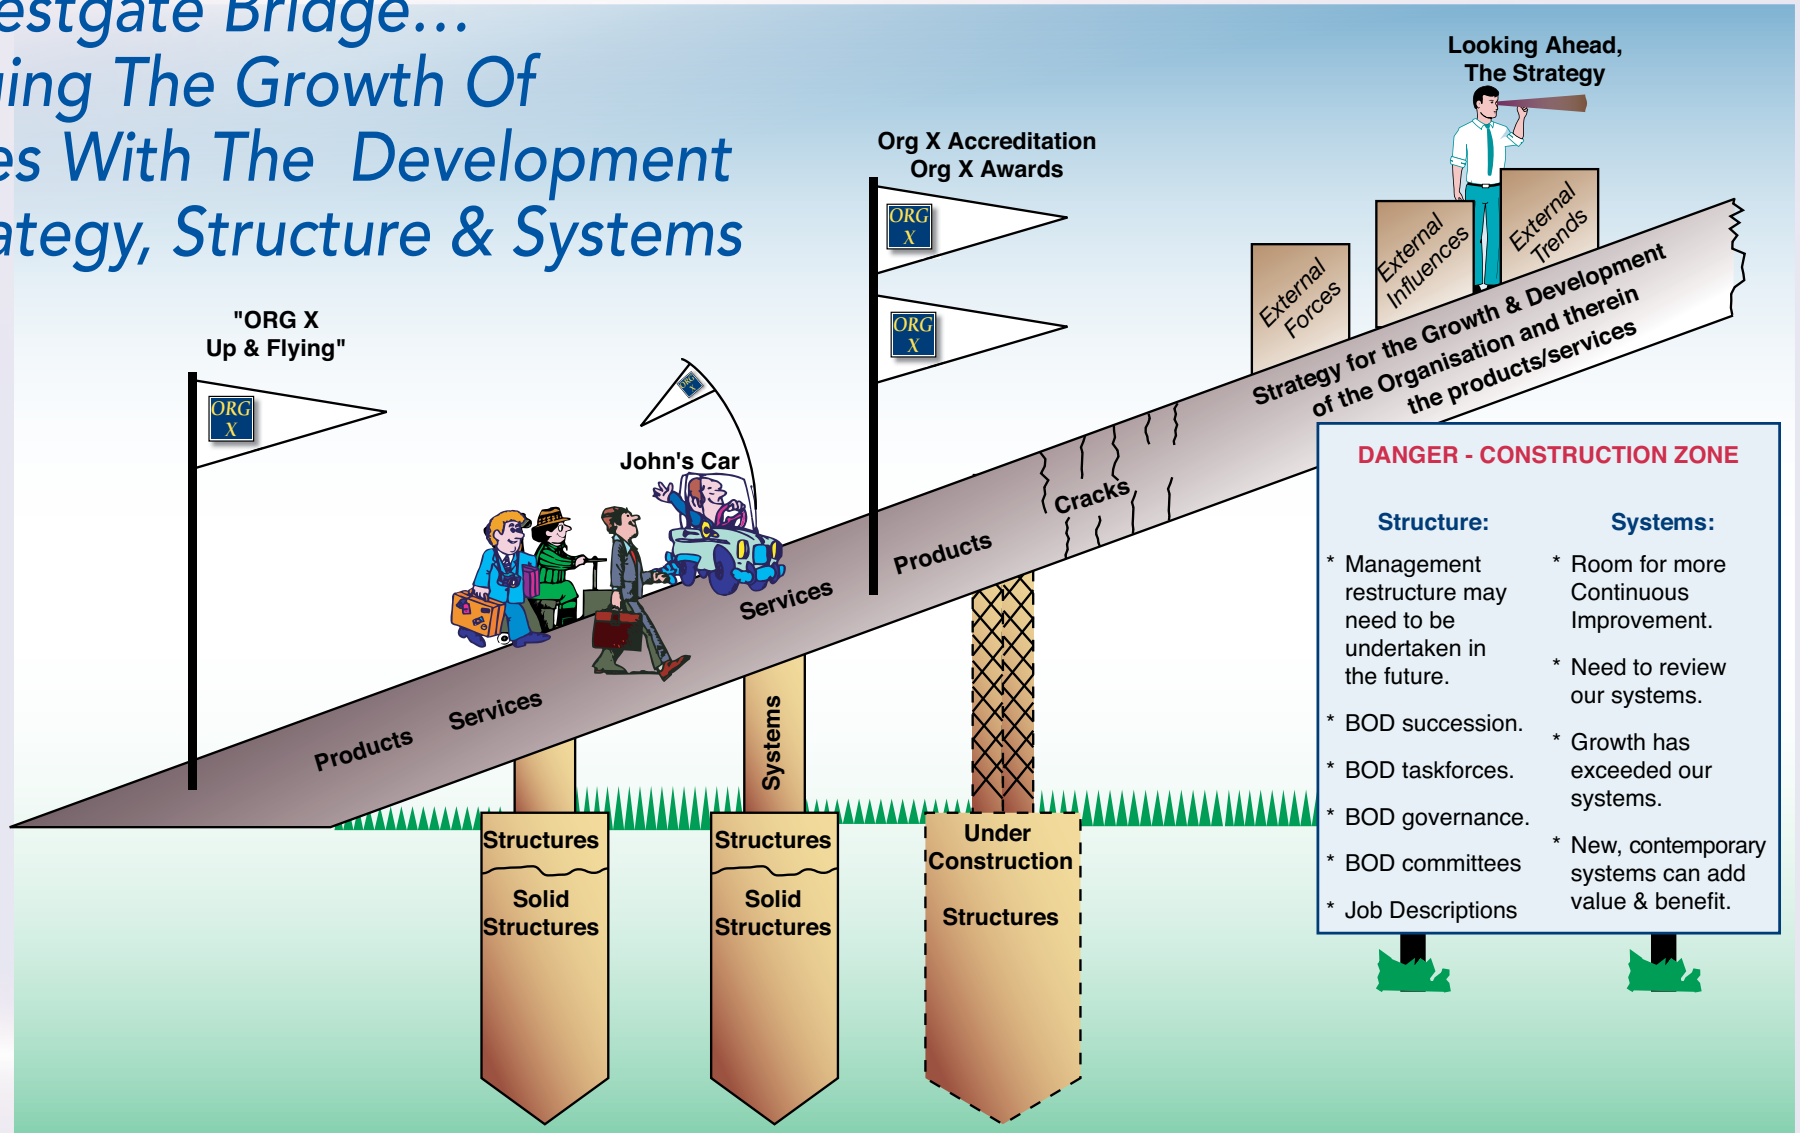 estgate Bridge...
ing The Growth Of
es With The Development
ategy, Structure & Systems
Looking Ahead,
The Strategy
Org X Accreditation
Org X Awards
ORG
X
ORG
X
External
Forces
External
Influences
External
Trends
Strategy for the Growth & Development
of the Organisation and therein
the products/services
"ORG X
Up & Flying"
ORG
X
ORG
X
John's Car
Cracks
Products
Services
Services
Products
Systems
Structures
Solid
Structures
Structures
Solid
Structures
Under
Construction
Structures
DANGER - CONSTRUCTION ZONE
Structure:
* Management
restructure may
need to be
undertaken in
the future.
* BOD succession.
* BOD taskforces.
* BOD governance.
* BOD committees
* Job Descriptions
Systems:
* Room for more
Continuous
Improvement.
* Need to review
our systems.
* Growth has
exceeded our
systems.
* New, contemporary
systems can add
value & benefit.